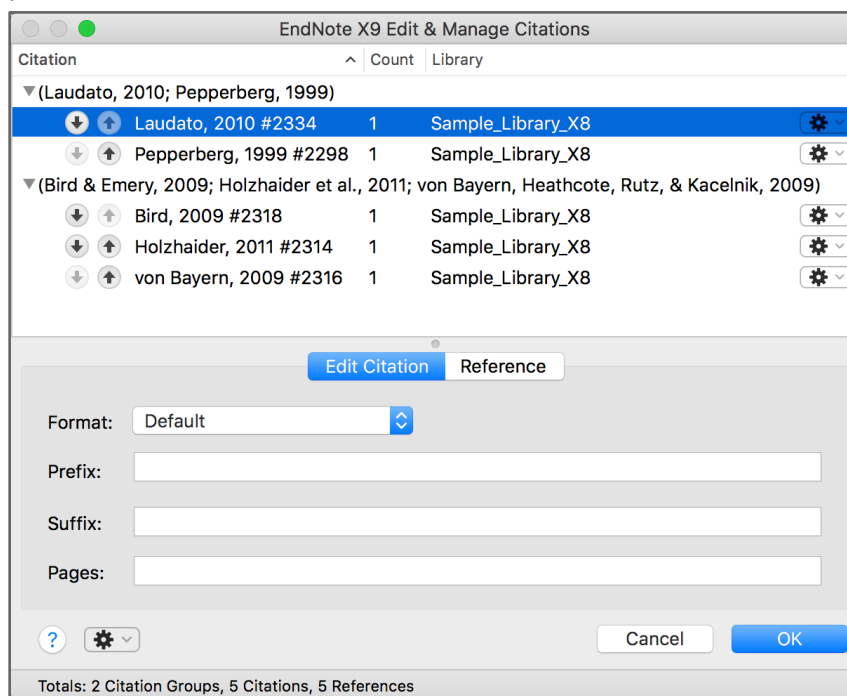 EndNote X9 Edit & Manage Citations
Citation Count Library
(Laudato, 2010; Pepperberg, 1999)
Laudato, 2010 #2334 1 Sample_Library_X8
Pepperberg, 1999 #2298 1 Sample_Library_X8
(Bird & Emery, 2009; Holzhaider et al., 2011; von Bayern, Heathcote, Rutz, & Kacelnik, 2009)
Bird, 2009 #2318 1 Sample_Library_X8
Holzhaider, 2011 #2314 1 Sample_Library_X8
von Bayern, 2009 #2316 1 Sample_Library_X8
Edit Citation Reference
Format: Default
Prefix:
Suffix:
Pages:
? Cancel OK
Totals: 2 Citation Groups, 5 Citations, 5 References